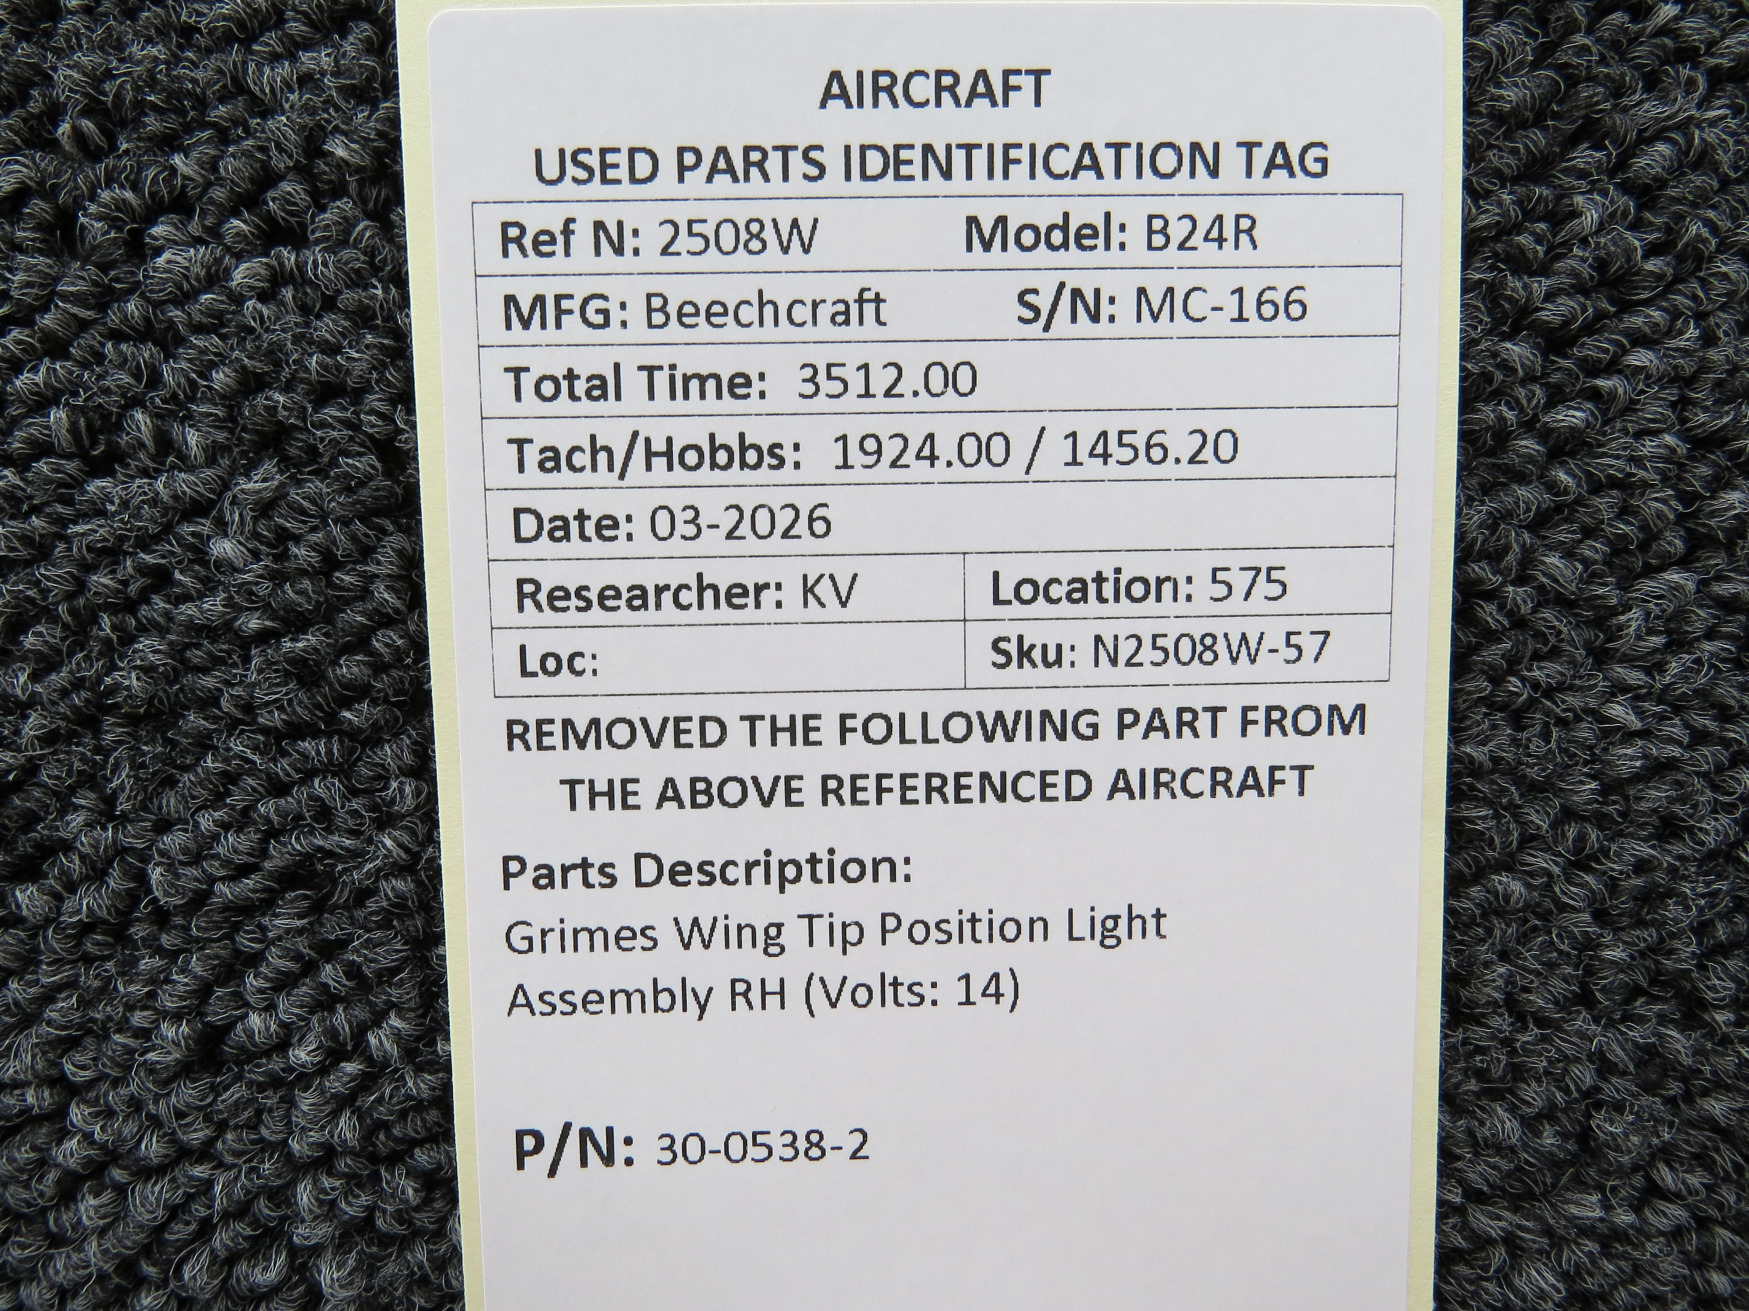 AIRCRAFT
USED PARTS IDENTIFICATION TAG
Ref N: 2508W Model: B24R
MFG: Beechcraft S/N: MC-166
Total Time: 3512.00
Tach/Hobbs: 1924.00 / 1456.20
Date: 03-2026
Researcher: KV Location: 575
Loc: Sku: N2508W-57
REMOVED THE FOLLOWING PART FROM
THE ABOVE REFERENCED AIRCRAFT
Parts Description:
Grimes Wing Tip Position Light
Assembly RH (Volts: 14)
P/N: 30-0538-2